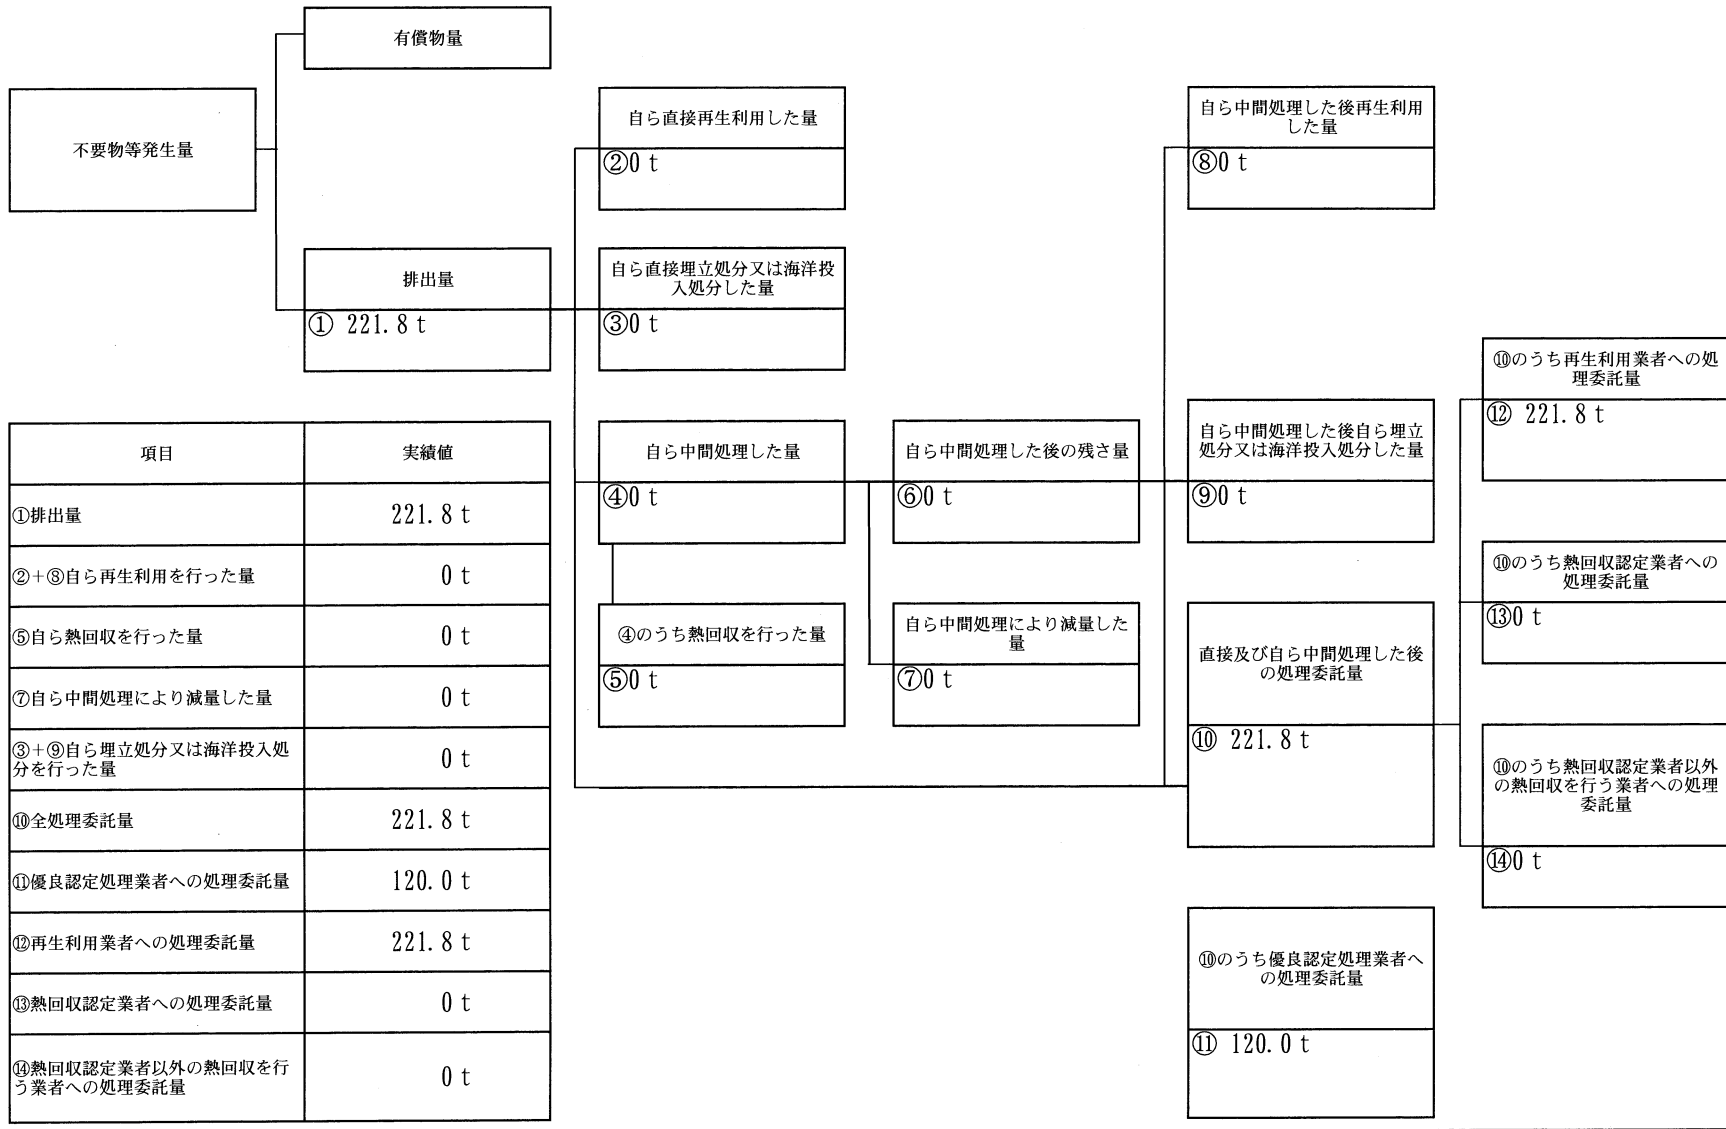 有償物量
不要物等発生量
排出量
① 221.8 t
自ら直接再生利用した量
②0 t
自ら直接埋立処分又は海洋投
入処分した量
③0 t
自ら中間処理した量
④0 t
④のうち熱回収を行った量
⑤0 t
自ら中間処理した後の残さ量
⑥0 t
自ら中間処理により減量した
量
⑦0 t
自ら中間処理した後再生利用
した量
⑧0 t
自ら中間処理した後自ら埋立
処分又は海洋投入処分した量
⑨0 t
直接及び自ら中間処理した後
の処理委託量
⑩ 221.8 t
⑩のうち優良認定処理業者へ
の処理委託量
⑪ 120.0 t
⑩のうち再生利用業者への処
理委託量
⑫ 221.8 t
⑩のうち熱回収認定業者への
処理委託量
⑬0 t
⑩のうち熱回収認定業者以外
の熱回収を行う業者への処理
委託量
⑭0 t
項目 実績値
①排出量 221.8 t
②+⑧自ら再生利用を行った量 0 t
⑤自ら熱回収を行った量 0 t
⑦自ら中間処理により減量した量 0 t
③+⑨自ら埋立処分又は海洋投入処
分を行った量 0 t
⑩全処理委託量 221.8 t
⑪優良認定処理業者への処理委託量 120.0 t
⑫再生利用業者への処理委託量 221.8 t
⑬熱回収認定業者への処理委託量 0 t
⑭熱回収認定業者以外の熱回収を行
う業者への処理委託量 0 t